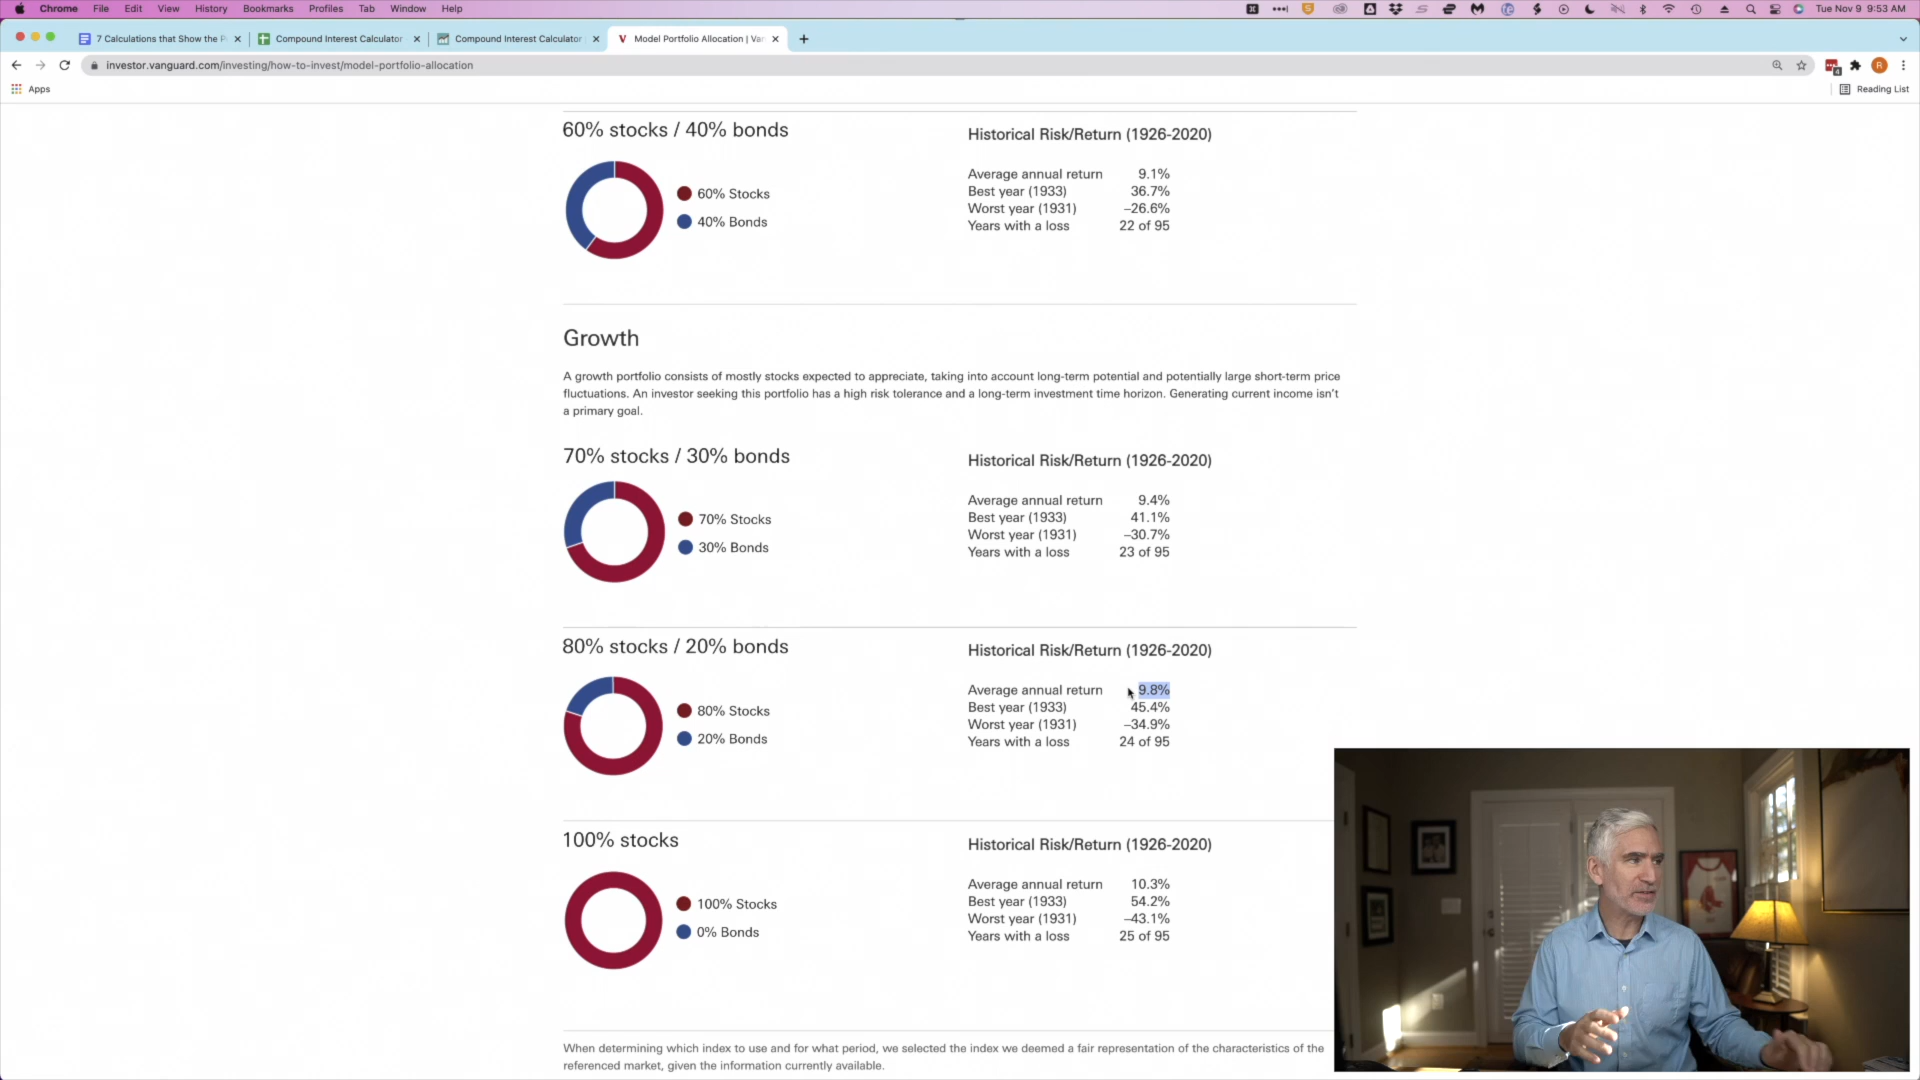 Chrome File Edit View History Bookmarks Profiles Tab Window Help Tue Nov 9 9:53 AM
7 Calculations that Show the P
Compound Interest Calculator
Compound Interest Calculator
Model Portfolio Allocation | Va
investor.vanguard.com/investing/how-to-invest/model-portfolio-allocation
Apps
Reading List
60% stocks / 40% bonds
60% Stocks
40% Bonds
Historical Risk/Return (1926-2020)
Average annual return 9.1%
Best year (1933) 36.7%
Worst year (1931) –26.6%
Years with a loss 22 of 95
Growth
A growth portfolio consists of mostly stocks expected to appreciate, taking into account long-term potential and potentially large short-term price
fluctuations. An investor seeking this portfolio has a high risk tolerance and a long-term investment time horizon. Generating current income isn't
a primary goal.
70% stocks / 30% bonds
70% Stocks
30% Bonds
Historical Risk/Return (1926-2020)
Average annual return 9.4%
Best year (1933) 41.1%
Worst year (1931) –30.7%
Years with a loss 23 of 95
80% stocks / 20% bonds
80% Stocks
20% Bonds
Historical Risk/Return (1926-2020)
Average annual return 9.8%
Best year (1933) 45.4%
Worst year (1931) –34.9%
Years with a loss 24 of 95
100% stocks
100% Stocks
0% Bonds
Historical Risk/Return (1926-2020)
Average annual return 10.3%
Best year (1933) 54.2%
Worst year (1931) –43.1%
Years with a loss 25 of 95
When determining which index to use and for what period, we selected the index we deemed a fair representation of the characteristics of the
referenced market, given the information currently available.